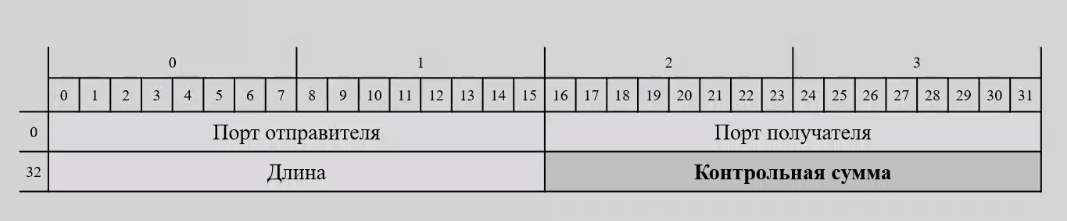 0 1 2 3
0 1 2 3 4 5 6 7 8 9 10 11 12 13 14 15 16 17 18 19 20 21 22 23 24 25 26 27 28 29 30 31
0 Порт отправителя Порт получателя
32 Длина Контрольная сумма